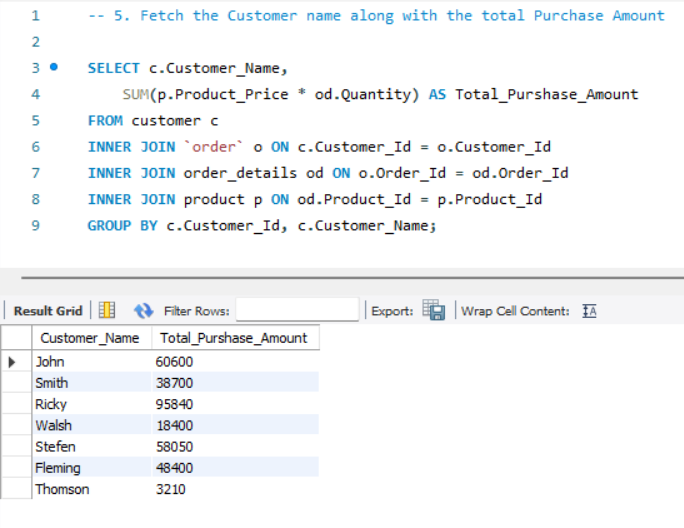 1 -- 5. Fetch the Customer name along with the total Purchase Amount
2
3 SELECT c.Customer_Name,
4 SUM(p.Product_Price * od.Quantity) AS Total_Purshase_Amount
5 FROM customer c
6 INNER JOIN `order` o ON c.Customer_Id = o.Customer_Id
7 INNER JOIN order_details od ON o.Order_Id = od.Order_Id
8 INNER JOIN product p ON od.Product_Id = p.Product_Id
9 GROUP BY c.Customer_Id, c.Customer_Name;
Result Grid Filter Rows: Export: Wrap Cell Content: IA
Customer_Name Total_Purshase_Amount
John 60600
Smith 38700
Ricky 95840
Walsh 18400
Stefen 58050
Fleming 48400
Thomson 3210